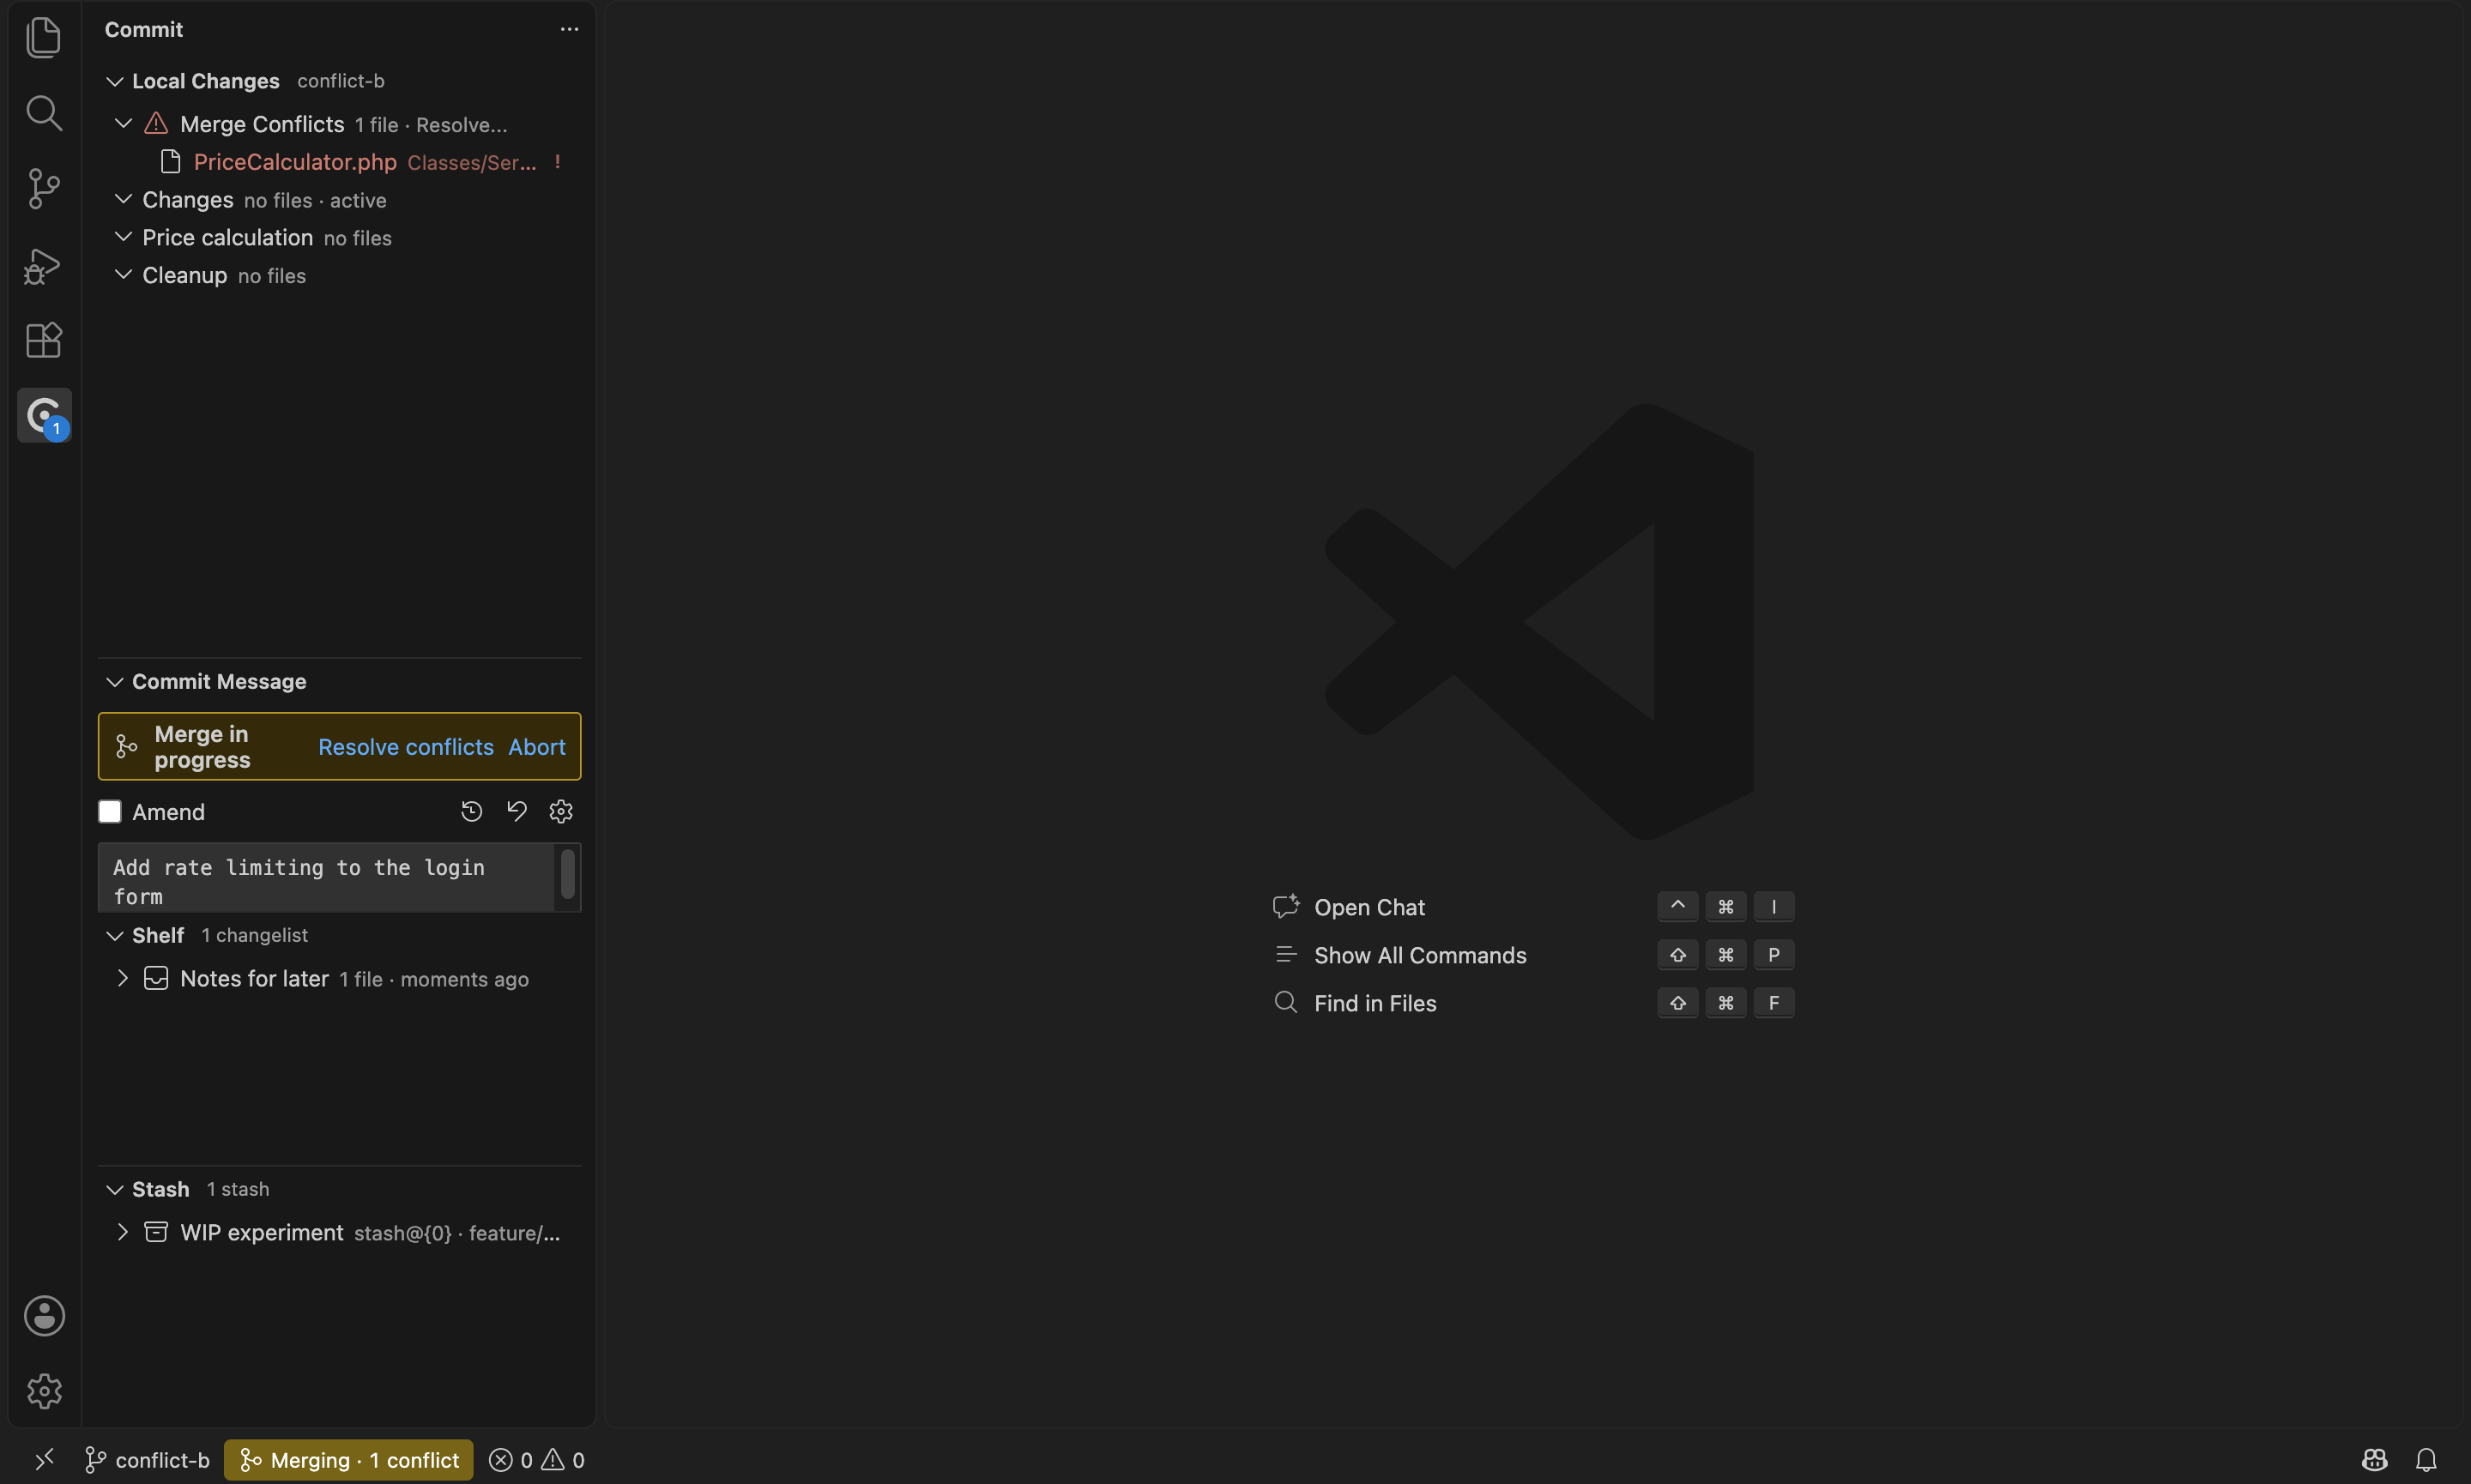 Commit
Local Changes conflict-b
Merge Conflicts 1 file · Resolve...
PriceCalculator.php Classes/Ser... !
Changes no files · active
Price calculation no files
Cleanup no files
1
Commit Message
Merge in
progress
Resolve conflicts Abort
Amend
Add rate limiting to the login
form
Shelf 1 changelist
Notes for later 1 file · moments ago
Stash 1 stash
WIP experiment stash@{0} · feature/...
Open Chat ^ ⌘ I
Show All Commands ⇧ ⌘ P
Find in Files ⇧ ⌘ F
conflict-b Merging · 1 conflict 0 0